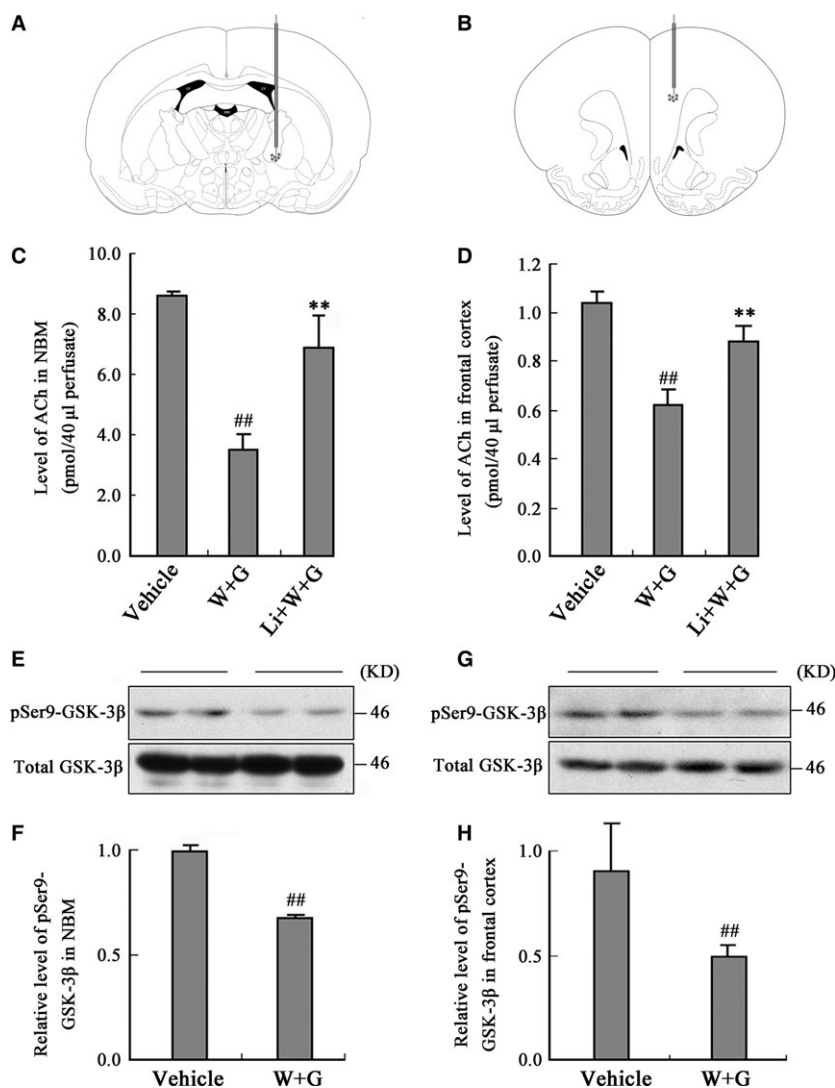 A
B
C
Level of ACh in NBM
(pmol/40 µl perfusate)
10.0
8.0
6.0
4.0
2.0
0.0
##
**
Vehicle
W+G
Li+W+G
D
Level of ACh in frontal cortex
(pmol/40 µl perfusate)
1.2
1.0
0.8
0.6
0.4
0.2
0.0
##
**
Vehicle
W+G
Li+W+G
E
(KD)
pSer9-GSK-3β
46
Total GSK-3β
46
G
(KD)
pSer9-GSK-3β
46
Total GSK-3β
46
F
Relative level of pSer9-
GSK-3β in NBM
1.0
0.5
0.0
##
Vehicle
W+G
H
Relative level of pSer9-
GSK-3β in frontal cortex
1.0
0.5
0.0
##
Vehicle
W+G